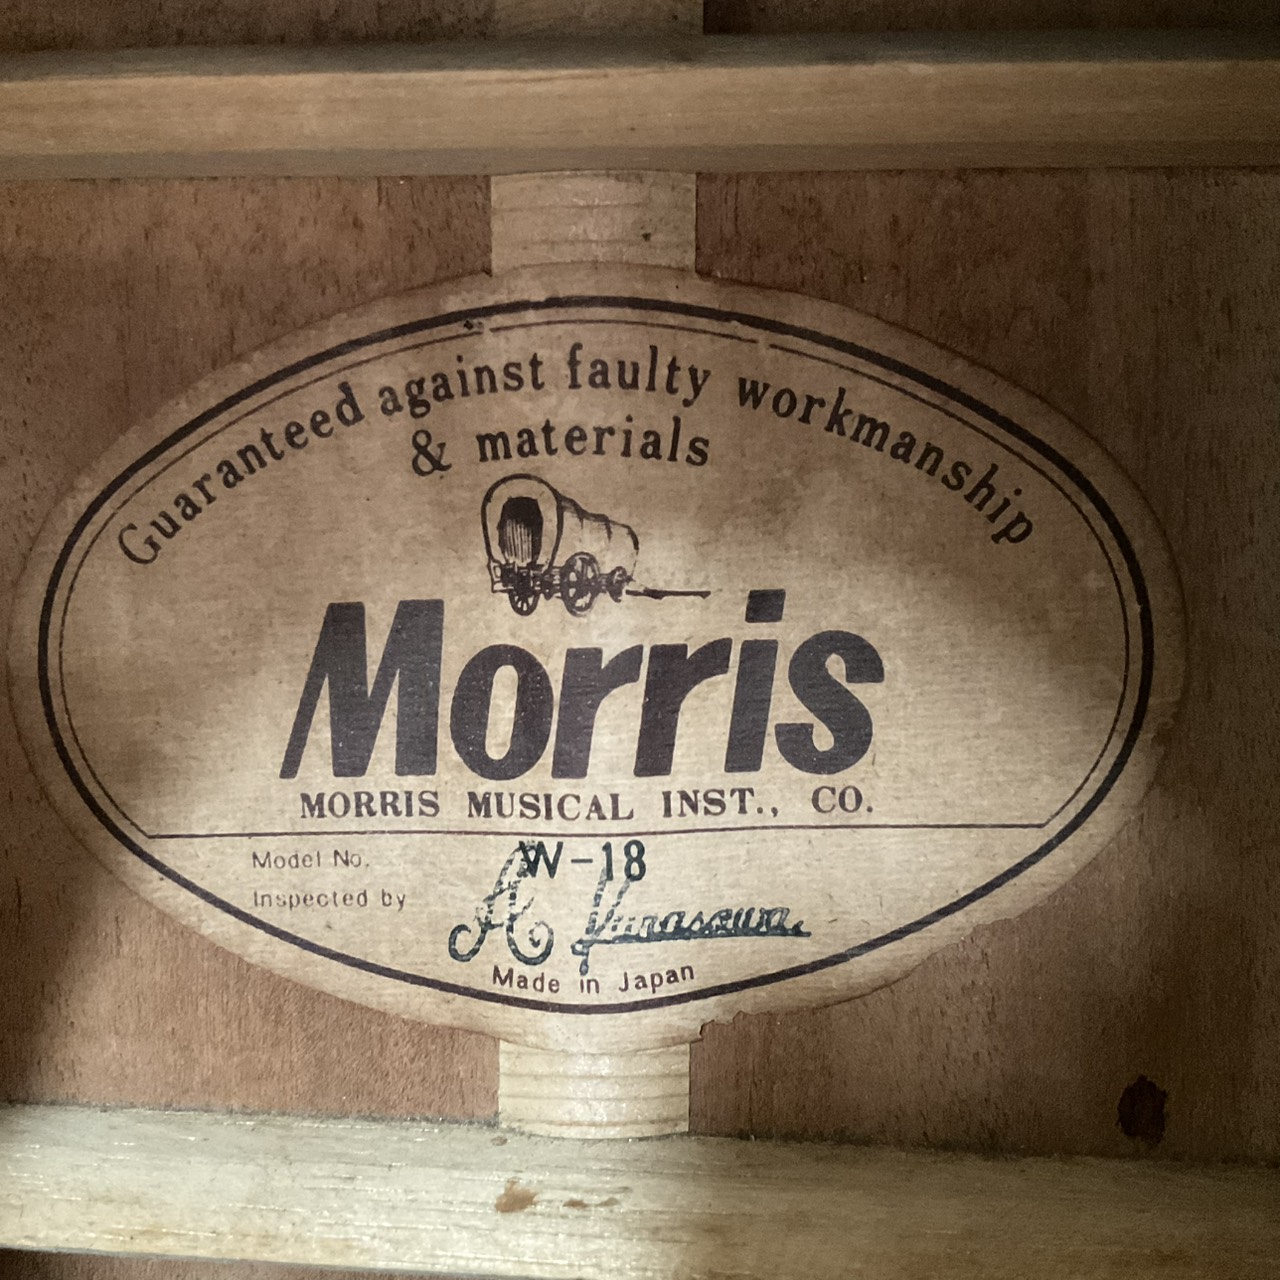 Guaranteed against faulty workmanship
& materials
Morris
MORRIS MUSICAL INST., CO.
Model No. W-18
Inspected by A
Made in Japan